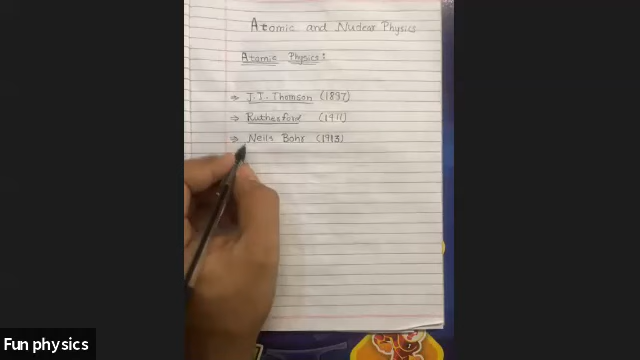 Atomic and Nuclear Physics
Atomic Physics:
⇒ J.T. Thomson (1897)
⇒ Rutherford (1911)
⇒ Neils Bohr (1913)
Fun physics